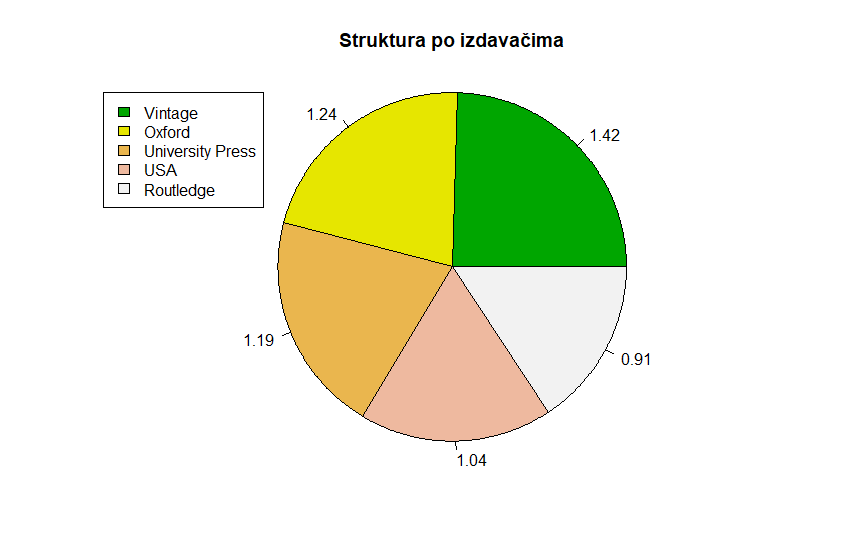 Struktura po izdavačima
Vintage
Oxford
University Press
USA
Routledge
1.24
1.42
1.19
0.91
1.04